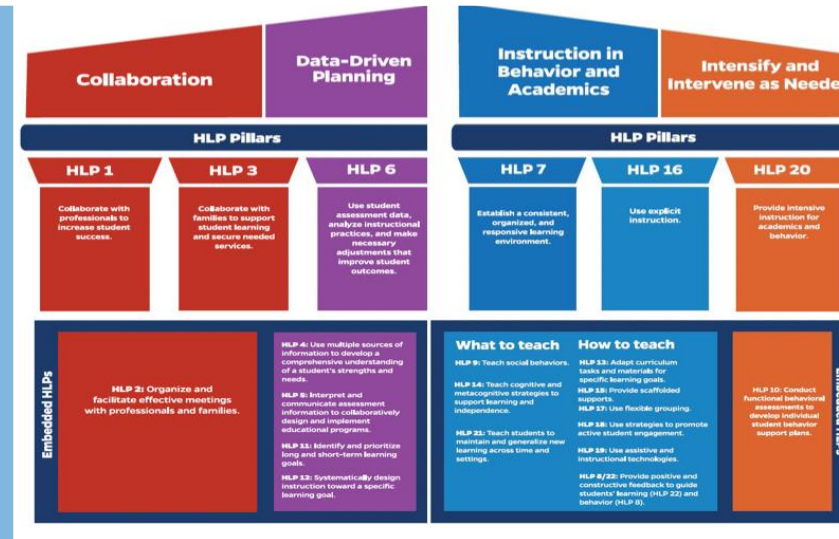 Collaboration
Data-Driven
Planning
Instruction in
Behavior and
Academics
Intensify and
Intervene as Neede
HLP Pillars
HLP Pillars
HLP 1
HLP 3
HLP 6
HLP 7
HLP 16
HLP 20
Collaborate with
professionals to
increase student
success.
Collaborate with
families to support
student learning
and secure needed
services.
Use student
assessment data,
analyze instructional
practices, and make
necessary
adjustments that
improve student
outcomes.
Establish a consistent,
organized, and
responsive learning
environment.
Use explicit
instruction.
Provide intensive
instruction for
academics and
behavior.
Embedded HLPs
HLP 2: Organize and
facilitate effective meetings
with professionals and families.
HLP 4: Use multiple sources of
information to develop a
comprehensive understanding
of a student's strengths and
needs.
HLP 5: Interpret and
communicate assessment
information to collaboratively
design and implement
educational programs.
HLP 11: Identify and prioritize
long and short-term learning
goals.
HLP 12: Systematically design
instruction toward a specific
learning goal.
What to teach
HLP 9: Teach social behaviors.
HLP 14: Teach cognitive and
metacognitive strategies to
support learning and
independence.
HLP 21: Teach students to
maintain and generalize new
learning across time and
settings.
How to teach
HLP 13: Adapt curriculum
tasks and materials for
specific learning goals.
HLP 15: Provide scaffolded
supports.
HLP 17: Use flexible grouping.
HLP 18: Use strategies to promote
active student engagement.
HLP 19: Use assistive and
instructional technologies.
HLP 8/22: Provide positive and
constructive feedback to guide
students' learning (HLP 22) and
behavior (HLP 8).
HLP 10: Conduct
functional behavioral
assessments to
develop individual
student behavior
support plans.